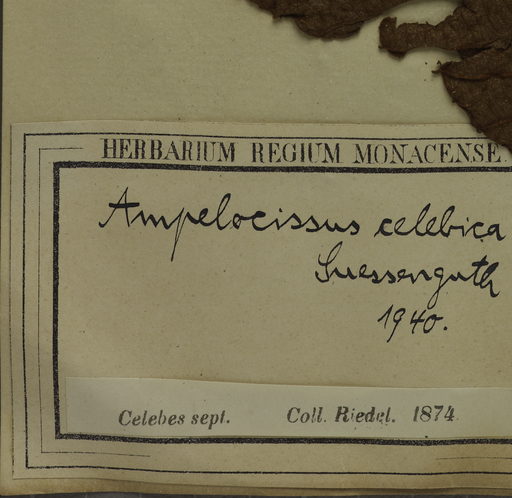 HERBARIUM REGIUM MONACENSE.
Ampelocissus celebica
Suessenguth
1940.
Celebes sept. Coll. Riedel. 1874